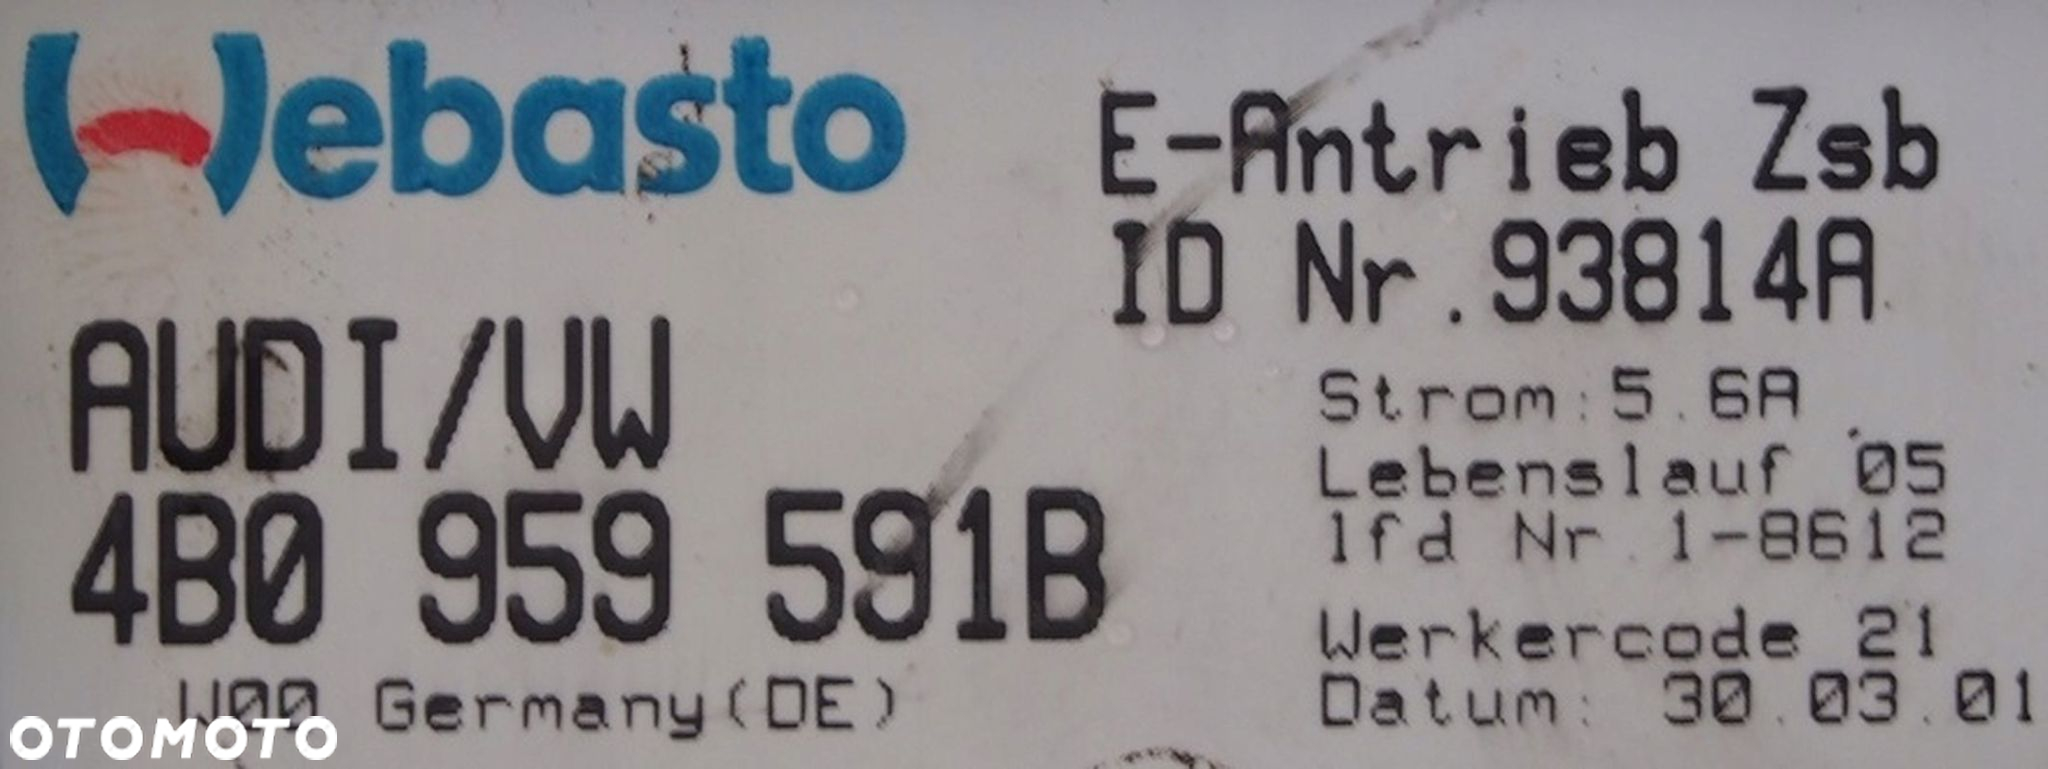 Webasto
AUDI/VW
4B0 959 591B
W00 Germany(DE)
E-Antrieb Zsb
ID Nr.93814A
Strom:5.6A
Lebenslauf 05
lfd Nr.1-8612
Werkercode 21
Datum: 30.03.01
OTOMOTO